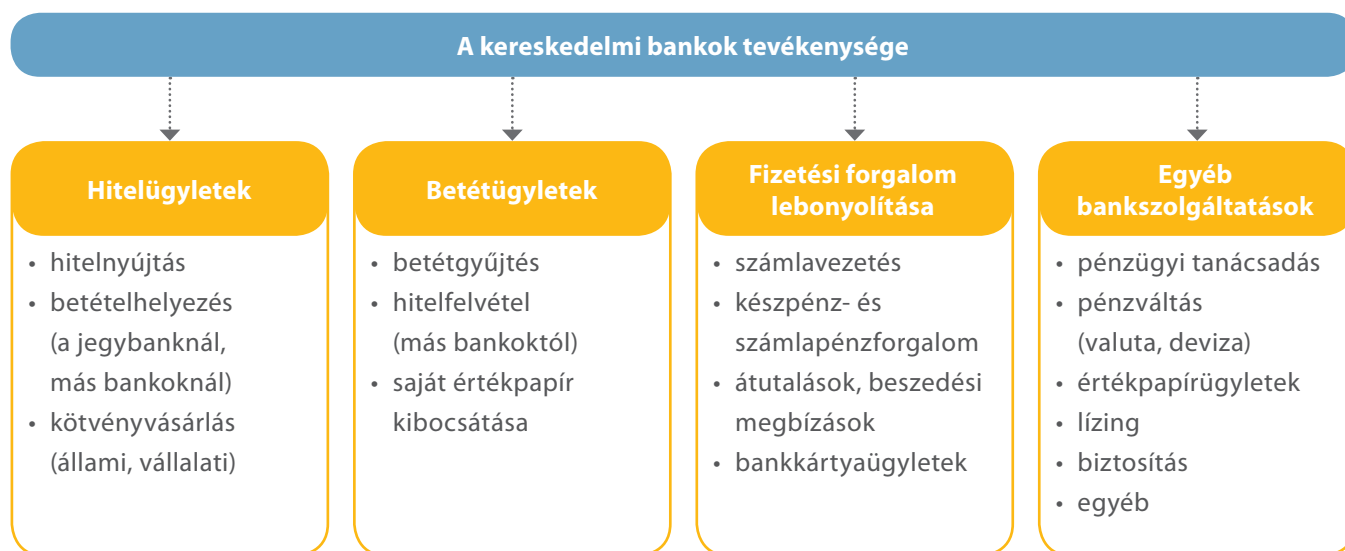 A kereskedelmi bankok tevékenysége
Hitelügyletek
• hitelnyújtás
• betételhelyezés
(a jegybanknál,
más bankoknál)
• kötvényvásárlás
(állami, vállalati)
Betétügyletek
• betétgyűjtés
• hitelfelvétel
(más bankoktól)
• saját értékpapír
kibocsátása
Fizetési forgalom
lebonyolítása
• számlavezetés
• készpénz- és
számlapénzforgalom
• átutalások, beszedési
megbízások
• bankkártyaügyletek
Egyéb
bankszolgáltatások
• pénzügyi tanácsadás
• pénzváltás
(valuta, deviza)
• értékpapírügyletek
• lízing
• biztosítás
• egyéb